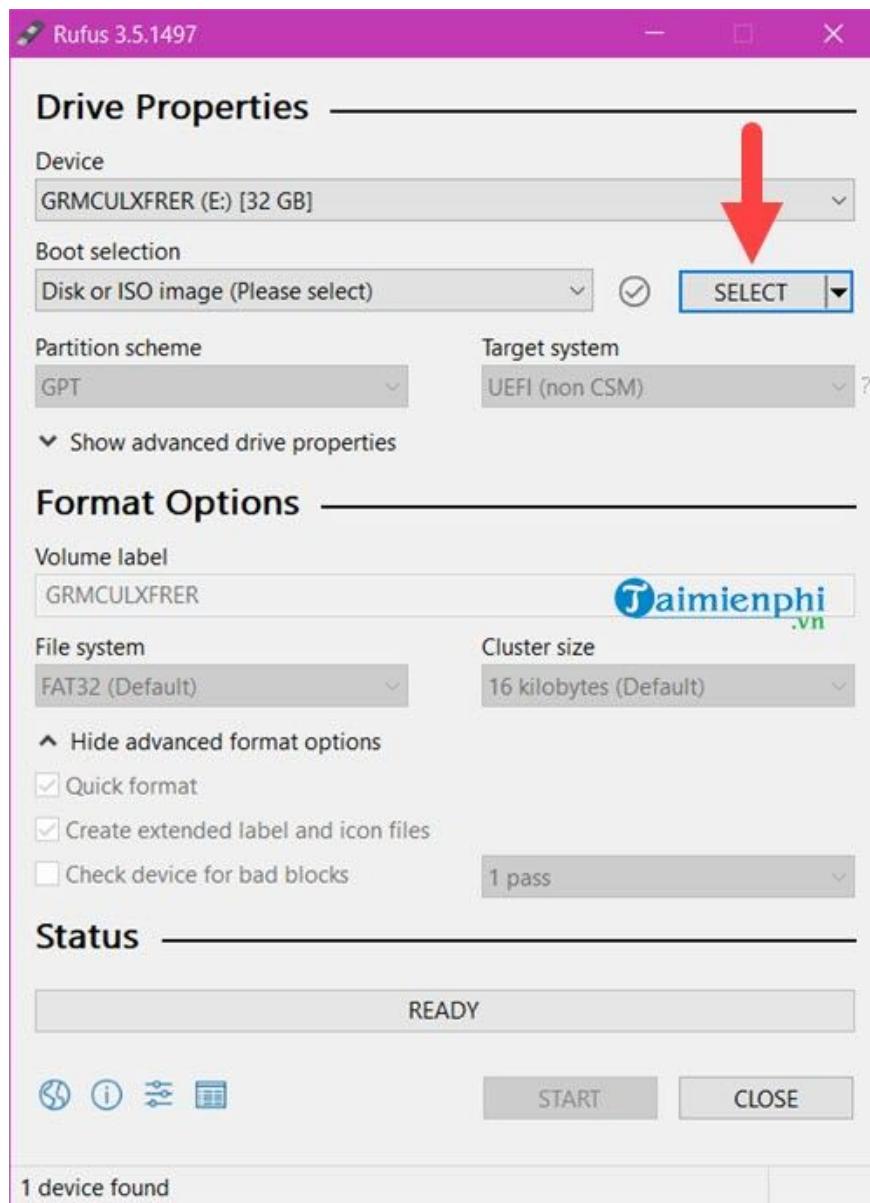 Rufus 3.5.1497
Drive Properties
Device
GRMCULXFRER (E:) [32 GB]
Boot selection
Disk or ISO image (Please select)
SELECT
Partition scheme
Target system
GPT
UEFI (non CSM)
?
Show advanced drive properties
Format Options
Volume label
GRMCULXFRER
Taimienphi
.vn
File system
Cluster size
FAT32 (Default)
16 kilobytes (Default)
Hide advanced format options
Quick format
Create extended label and icon files
Check device for bad blocks
1 pass
Status
READY
START
CLOSE
1 device found